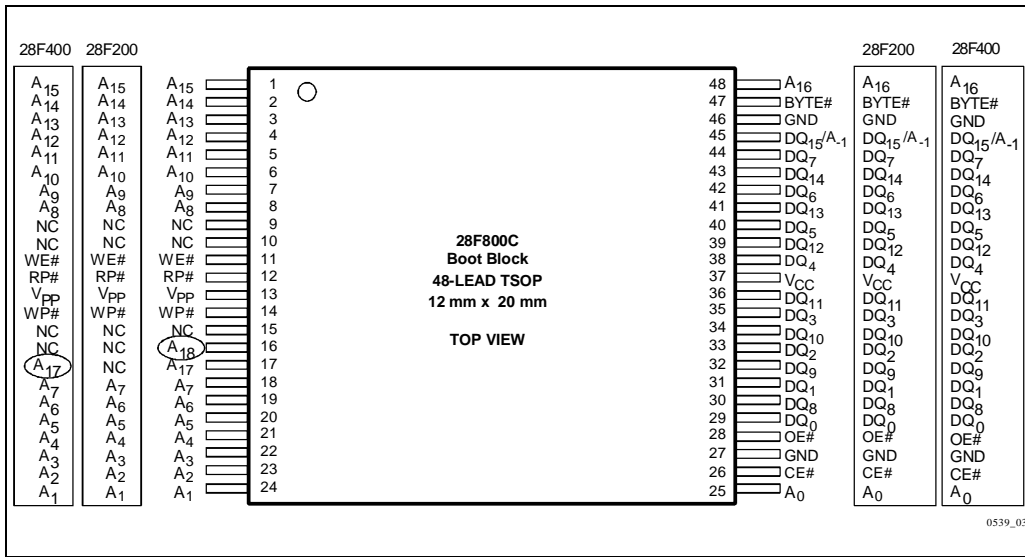 28F400 28F200 28F200 28F400
A15 A15 A15 1 48 A16 A16 A16
A14 A14 A14 2 47 BYTE# BYTE# BYTE#
A13 A13 A13 3 46 GND GND GND
A12 A12 A12 4 45 DQ15/A-1 DQ15/A-1 DQ15/A-1
A11 A11 A11 5 44 DQ7 DQ7 DQ7
A10 A10 A10 6 43 DQ14 DQ14 DQ14
A9 A9 A9 7 42 DQ6 DQ6 DQ6
A8 A8 A8 8 41 DQ13 DQ13 DQ13
NC NC NC 9 40 DQ5 DQ5 DQ5
NC NC NC 10 28F800C 39 DQ12 DQ12 DQ12
WE# WE# WE# 11 Boot Block 38 DQ4 DQ4 DQ4
RP# RP# RP# 12 48-LEAD TSOP 37 VCC VCC VCC
VPP VPP VPP 13 12 mm x 20 mm 36 DQ11 DQ11 DQ11
WP# WP# WP# 14 35 DQ3 DQ3 DQ3
NC NC NC 15 TOP VIEW 34 DQ10 DQ10 DQ10
NC NC A18 16 33 DQ2 DQ2 DQ2
A17 NC A17 17 32 DQ9 DQ9 DQ9
A7 A7 A7 18 31 DQ1 DQ1 DQ1
A6 A6 A6 19 30 DQ8 DQ8 DQ8
A5 A5 A5 20 29 DQ0 DQ0 DQ0
A4 A4 A4 21 28 OE# OE# OE#
A3 A3 A3 22 27 GND GND GND
A2 A2 A2 23 26 CE# CE# CE#
A1 A1 A1 24 25 A0 A0 A0
0539_03